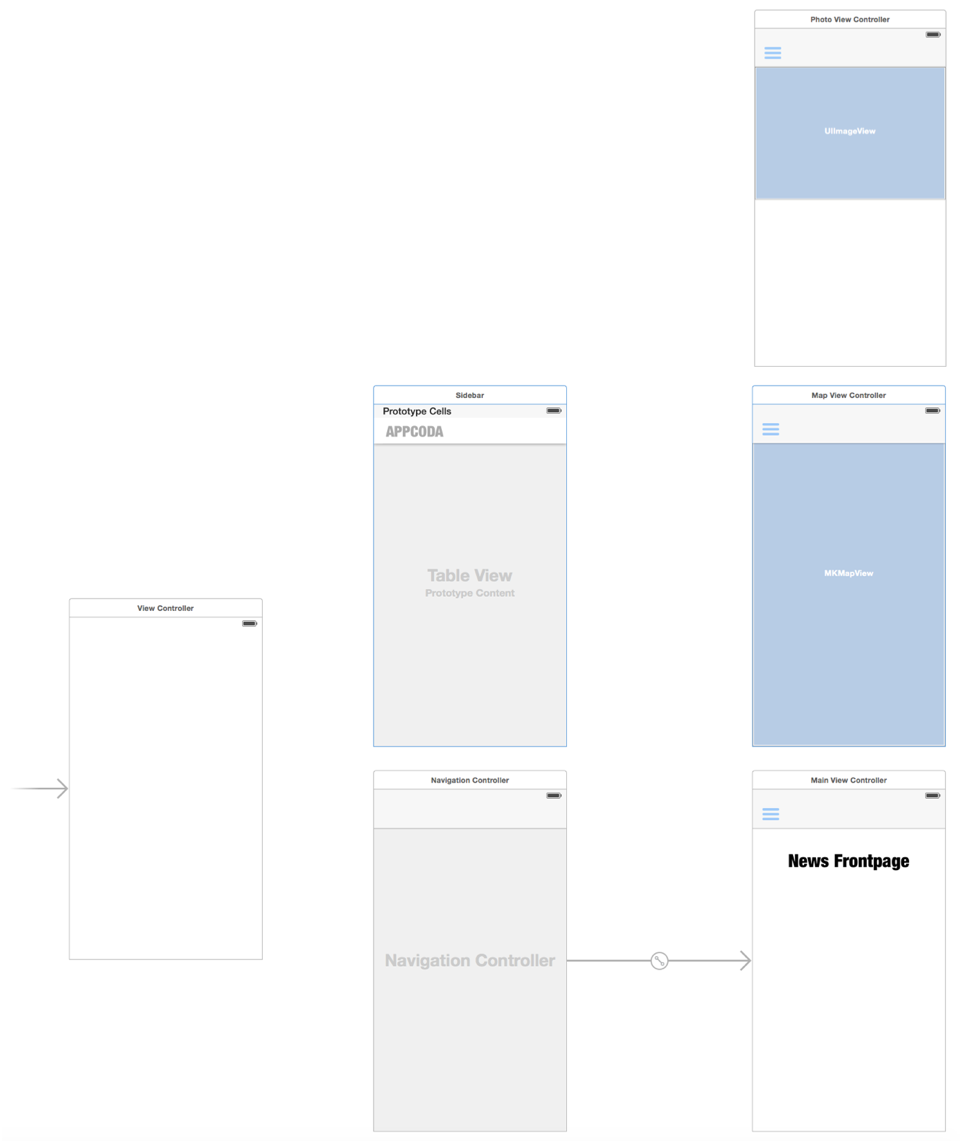 Photo View Controller
UIImageView
Sidebar
Prototype Cells
APPCODA
Table View
Prototype Content
Map View Controller
MKMapView
View Controller
Navigation Controller
Navigation Controller
Main View Controller
News Frontpage